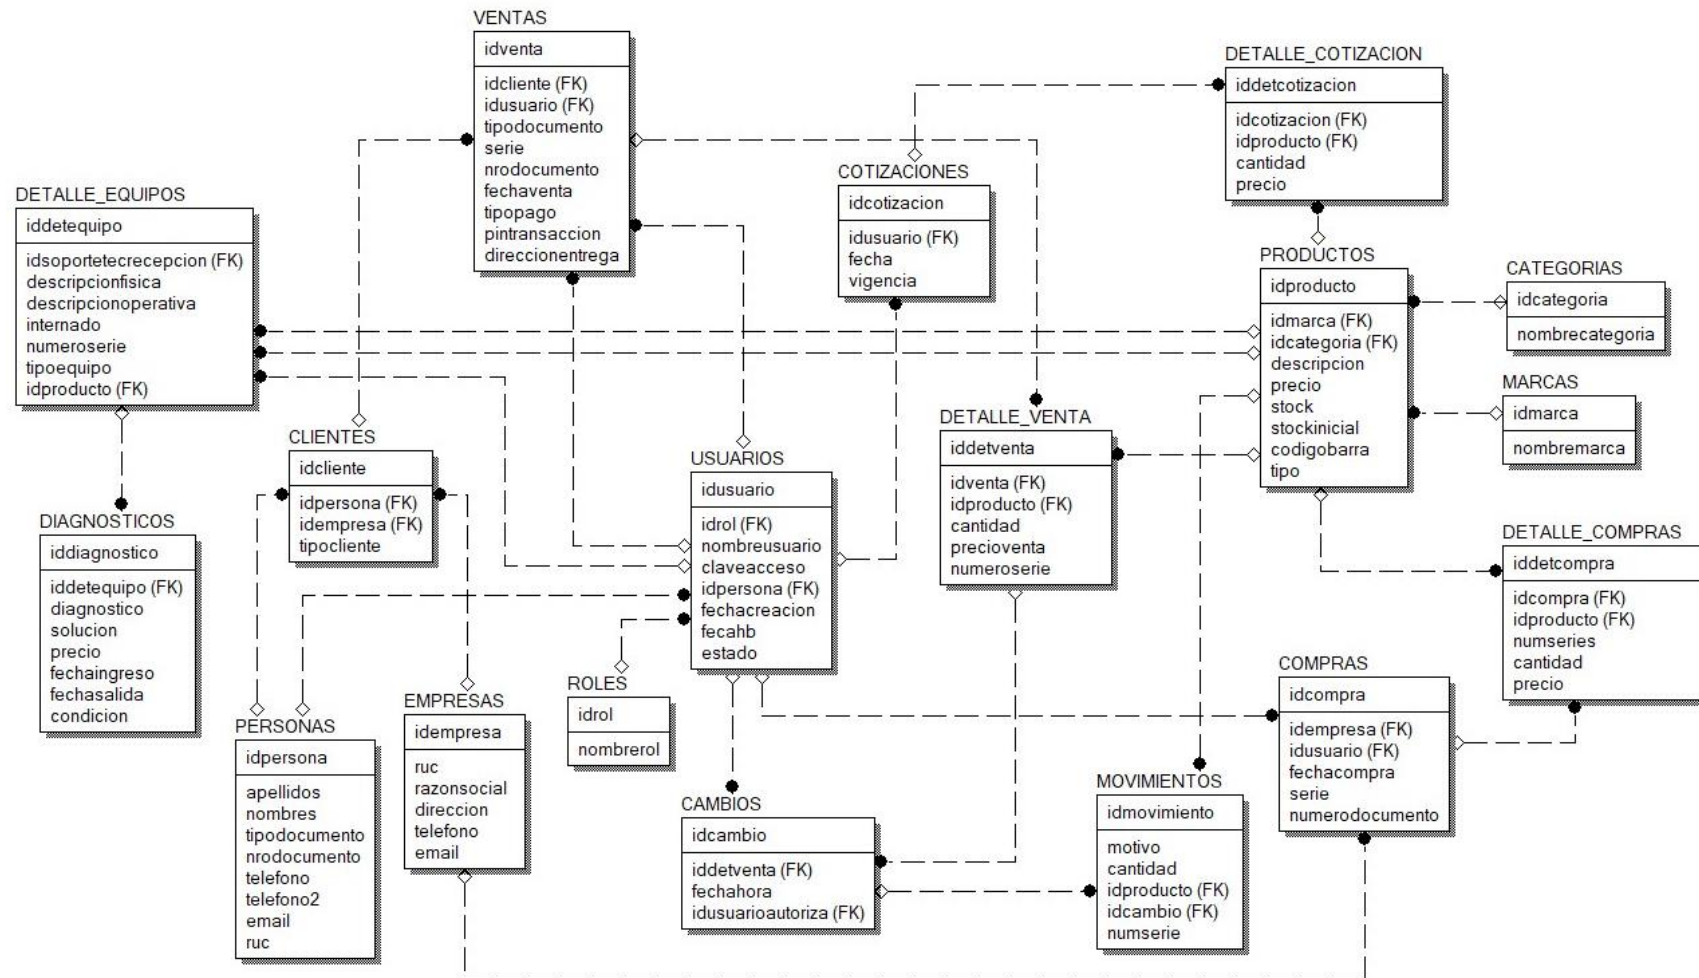 VENTAS
idventa
idcliente (FK)
idusuario (FK)
tipodocumento
serie
nrodocumento
fechaventa
tipopago
pintransaccion
direccionentrega
DETALLE_COTIZACION
iddetcotizacion
idcotizacion (FK)
idproducto (FK)
cantidad
precio
COTIZACIONES
idcotizacion
idusuario (FK)
fecha
vigencia
DETALLE_EQUIPOS
iddetequipo
idsoportetecrecepcion (FK)
descripcionfisica
descripcionoperativa
internado
numeroserie
tipoequipo
idproducto (FK)
PRODUCTOS
idproducto
idmarca (FK)
idcategoria (FK)
descripcion
precio
stock
stockinicial
codigobarra
tipo
CATEGORIAS
idcategoria
nombrecategoria
MARCAS
idmarca
nombremarca
CLIENTES
idcliente
idpersona (FK)
idempresa (FK)
tipocliente
USUARIOS
idusuario
idrol (FK)
nombreusuario
claveacceso
idpersona (FK)
fechacreacion
fecahb
estado
DETALLE_VENTA
iddetventa
idventa (FK)
idproducto (FK)
cantidad
precioventa
numeroserie
DIAGNOSTICOS
iddiagnostico
iddetequipo (FK)
diagnostico
solucion
precio
fechaingreso
fechasalida
condicion
DETALLE_COMPRAS
iddetcompra
idcompra (FK)
idproducto (FK)
numseries
cantidad
precio
PERSONAS
idpersona
apellidos
nombres
tipodocumento
nrodocumento
telefono
telefono2
email
ruc
EMPRESAS
idempresa
ruc
razonsocial
direccion
telefono
email
ROLES
idrol
nombrerol
COMPRAS
idcompra
idempresa (FK)
idusuario (FK)
fechacompra
serie
numerodocumento
CAMBIOS
idcambio
iddetventa (FK)
fechahora
idusuarioautoriza (FK)
MOVIMIENTOS
idmovimiento
motivo
cantidad
idproducto (FK)
idcambio (FK)
numserie